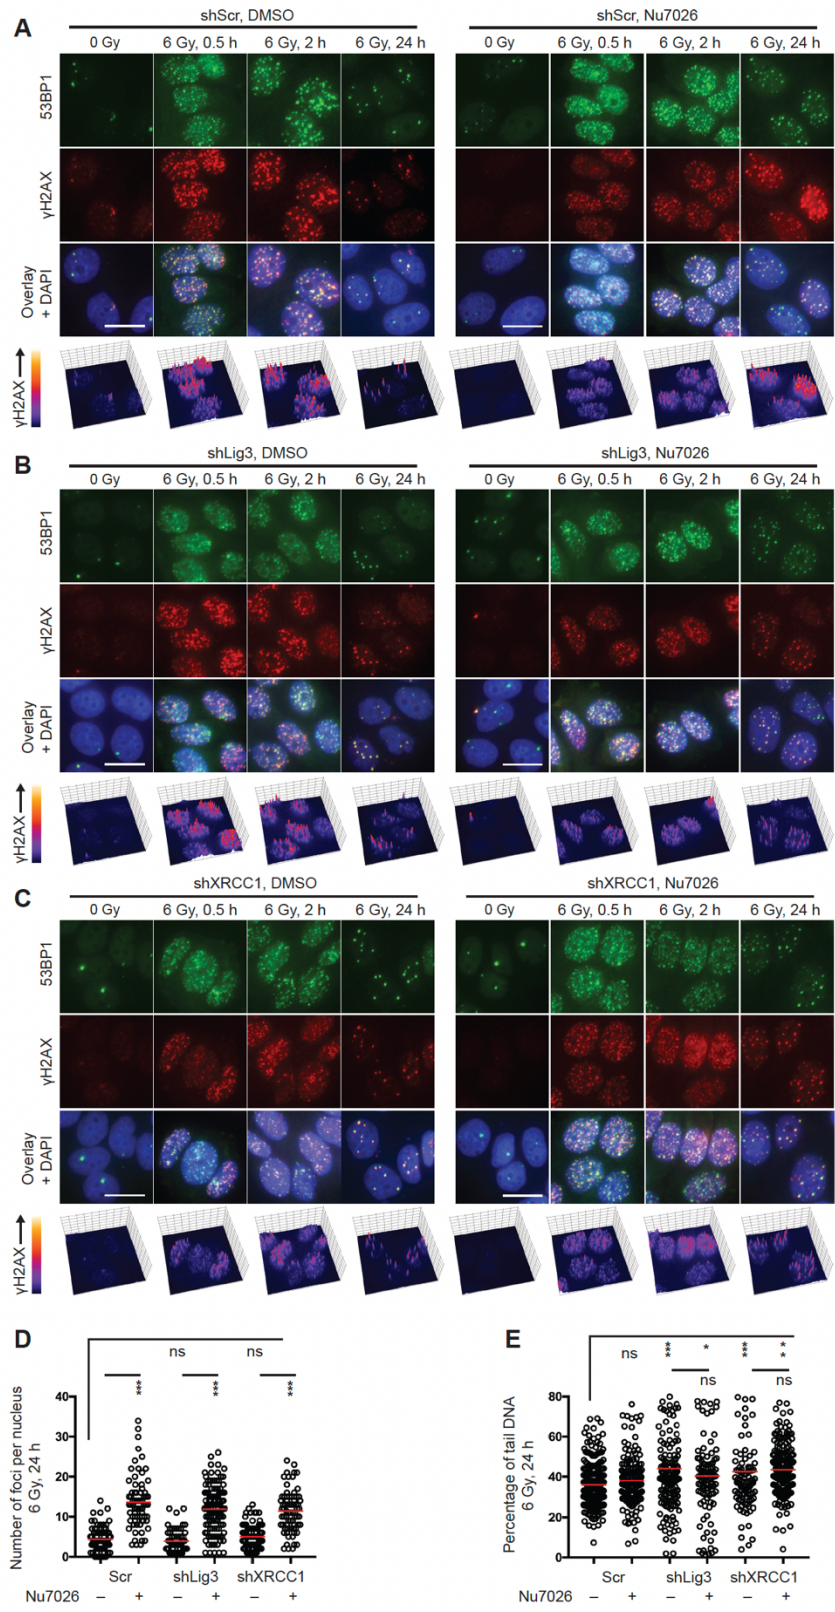 A
shScr, DMSO
shScr, Nu7026
0 Gy 6 Gy, 0.5 h 6 Gy, 2 h 6 Gy, 24 h 0 Gy 6 Gy, 0.5 h 6 Gy, 2 h 6 Gy, 24 h
53BP1
γH2AX
Overlay
+ DAPI
γH2AX
B
shLig3, DMSO
shLig3, Nu7026
0 Gy 6 Gy, 0.5 h 6 Gy, 2 h 6 Gy, 24 h 0 Gy 6 Gy, 0.5 h 6 Gy, 2 h 6 Gy, 24 h
53BP1
γH2AX
Overlay
+ DAPI
γH2AX
C
shXRCC1, DMSO
shXRCC1, Nu7026
0 Gy 6 Gy, 0.5 h 6 Gy, 2 h 6 Gy, 24 h 0 Gy 6 Gy, 0.5 h 6 Gy, 2 h 6 Gy, 24 h
53BP1
γH2AX
Overlay
+ DAPI
γH2AX
D
ns ns
*** *** ***
Number of foci per nucleus
6 Gy, 24 h
40
30
20
10
0
Scr shLig3 shXRCC1
Nu7026 – + – + – +
E
ns *** * *** **
ns ns
Percentage of tail DNA
6 Gy, 24 h
80
60
40
20
0
Scr shLig3 shXRCC1
Nu7026 – + – + – +